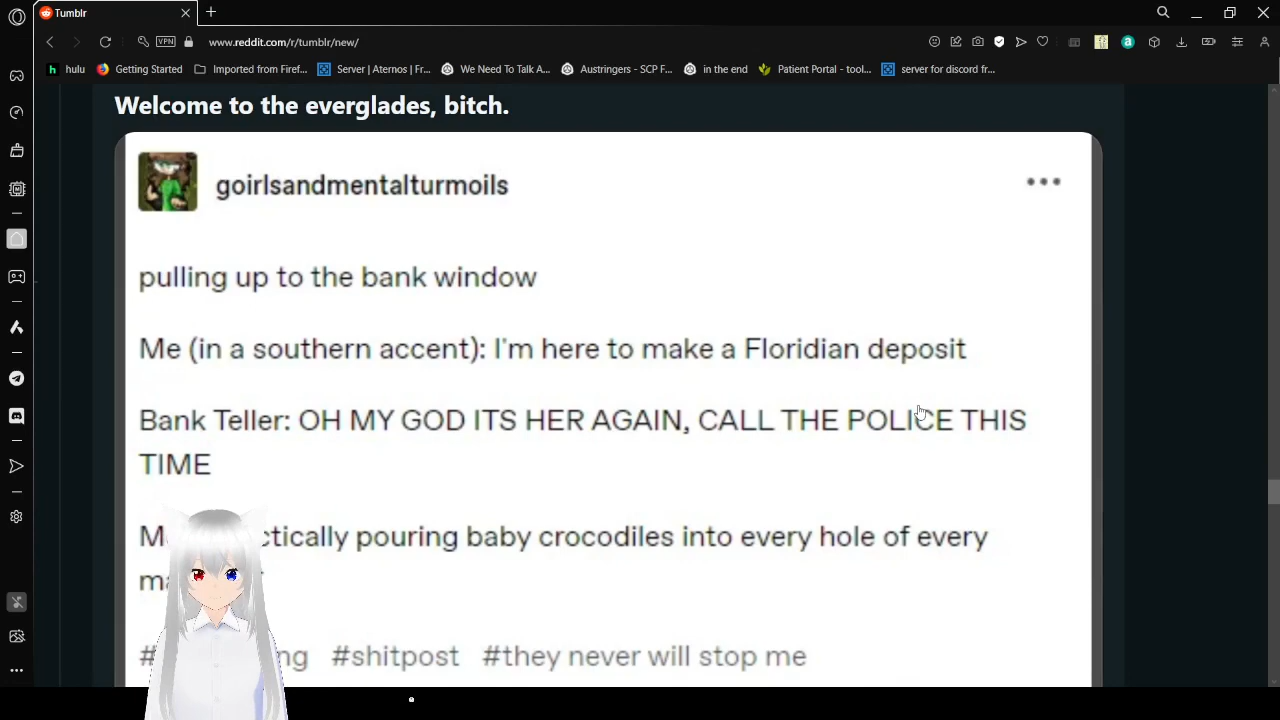 Tumblr
www.reddit.com/r/tumblr/new/
VPN
hulu
Getting Started
Imported from Firef...
Server | Aternos | Fr...
We Need To Talk A...
Austringers - SCP F...
in the end
Patient Portal - tool...
server for discord fr...
Welcome to the everglades, bitch.
goirlsandmentalturmoils
pulling up to the bank window
Me (in a southern accent): I'm here to make a Floridian deposit
Bank Teller: OH MY GOD ITS HER AGAIN, CALL THE POLICE THIS
TIME
pouring baby crocodiles into every hole of every
#shitpost #they never will stop me